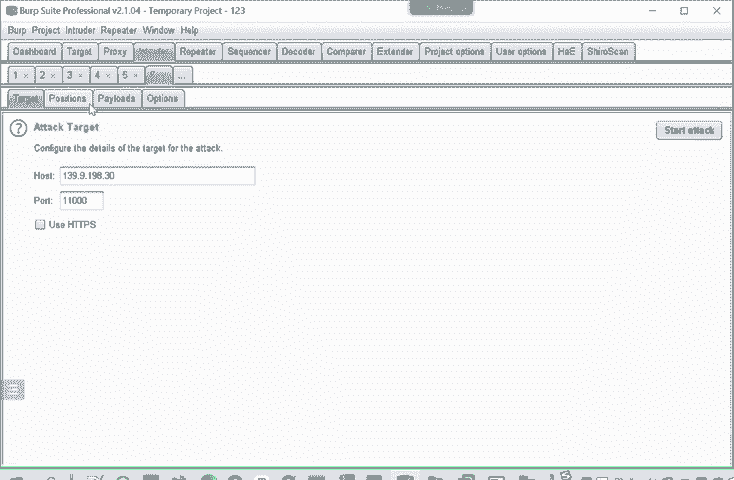 Burp Suite Professional v2.1.04 - Temporary Project - 123
Burp Project Intruder Repeater Window Help
Dashboard Target Proxy Intruder Repeater Sequencer Decoder Comparer Extender Project options User options HaE ShiroScan
1 × 2 × 3 × 4 × 5 × ...
Target Positions Payloads Options
? Attack Target
Start attack
Configure the details of the target for the attack.
Host: 139.9.198.30
Port: 11000
Use HTTPS